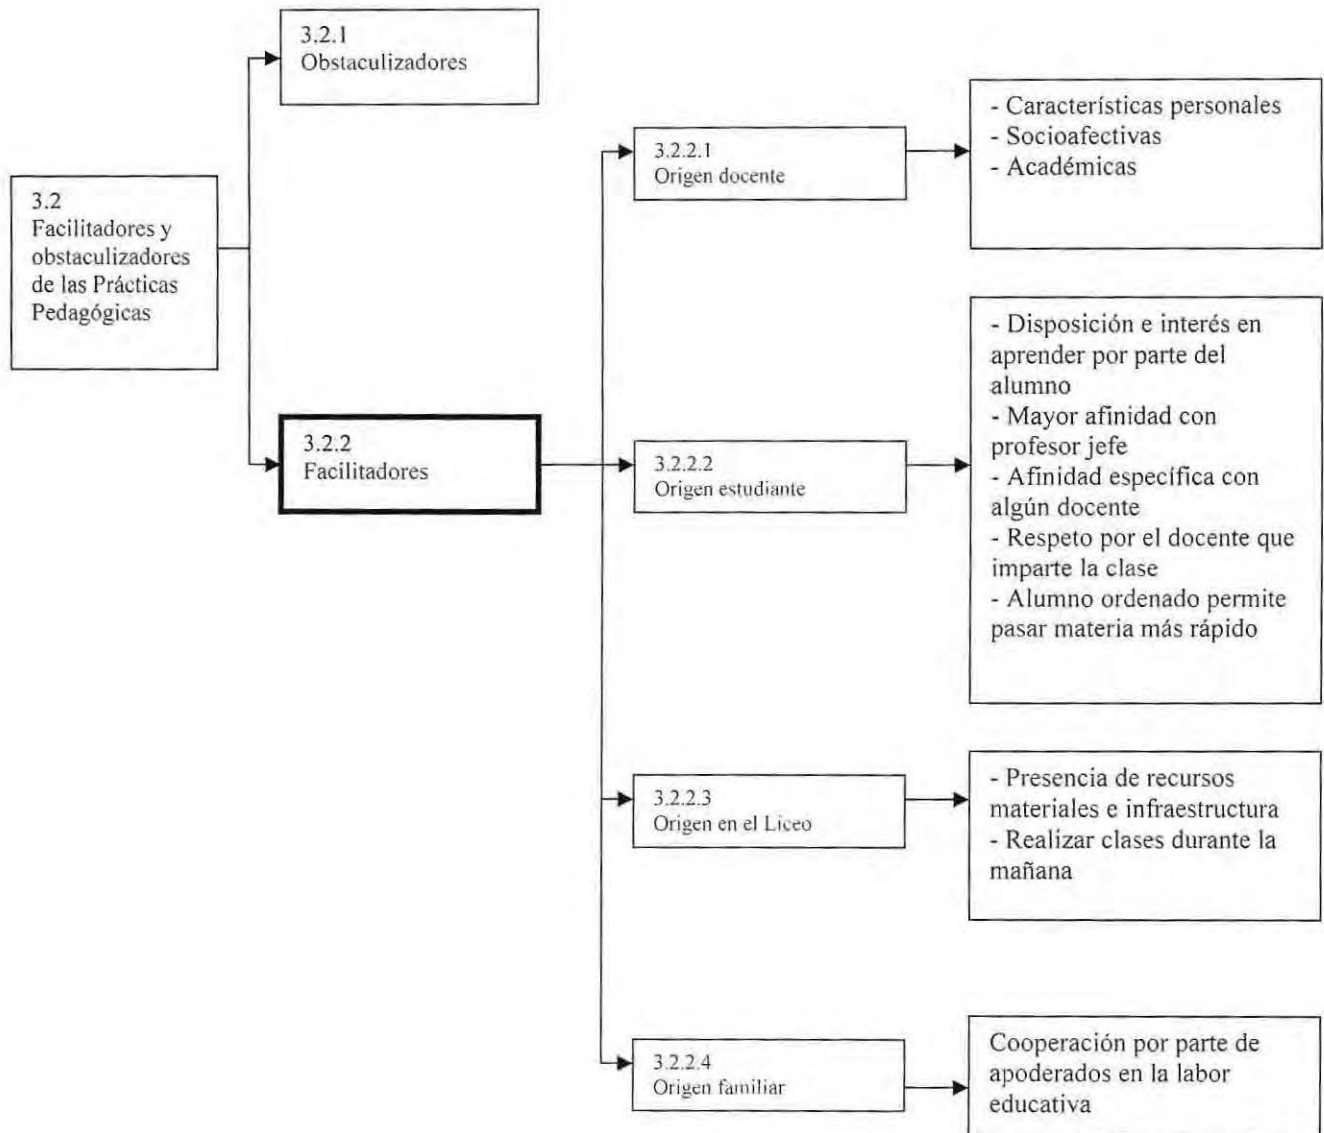 3.2.1
Obstaculizadores
- Características personales
- Socioafectivas
- Académicas
3.2.2.1
Origen docente
3.2
Facilitadores y
obstaculizadores
de las Prácticas
Pedagógicas
- Disposición e interés en
aprender por parte del
alumno
- Mayor afinidad con
profesor jefe
- Afinidad específica con
algún docente
- Respeto por el docente que
imparte la clase
- Alumno ordenado permite
pasar materia más rápido
3.2.2
Facilitadores
3.2.2.2
Origen estudiante
3.2.2.3
Origen en el Liceo
- Presencia de recursos
materiales e infraestructura
- Realizar clases durante la
mañana
3.2.2.4
Origen familiar
Cooperación por parte de
apoderados en la labor
educativa